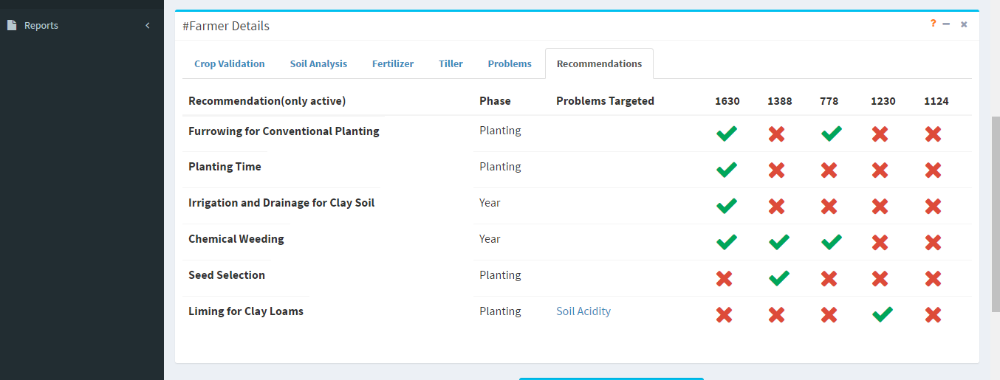 Reports
#Farmer Details
?
Crop Validation Soil Analysis Fertilizer Tiller Problems Recommendations
Recommendation(only active) Phase Problems Targeted 1630 1388 778 1230 1124
Furrowing for Conventional Planting Planting
Planting Time Planting
Irrigation and Drainage for Clay Soil Year
Chemical Weeding Year
Seed Selection Planting
Liming for Clay Loams Planting Soil Acidity